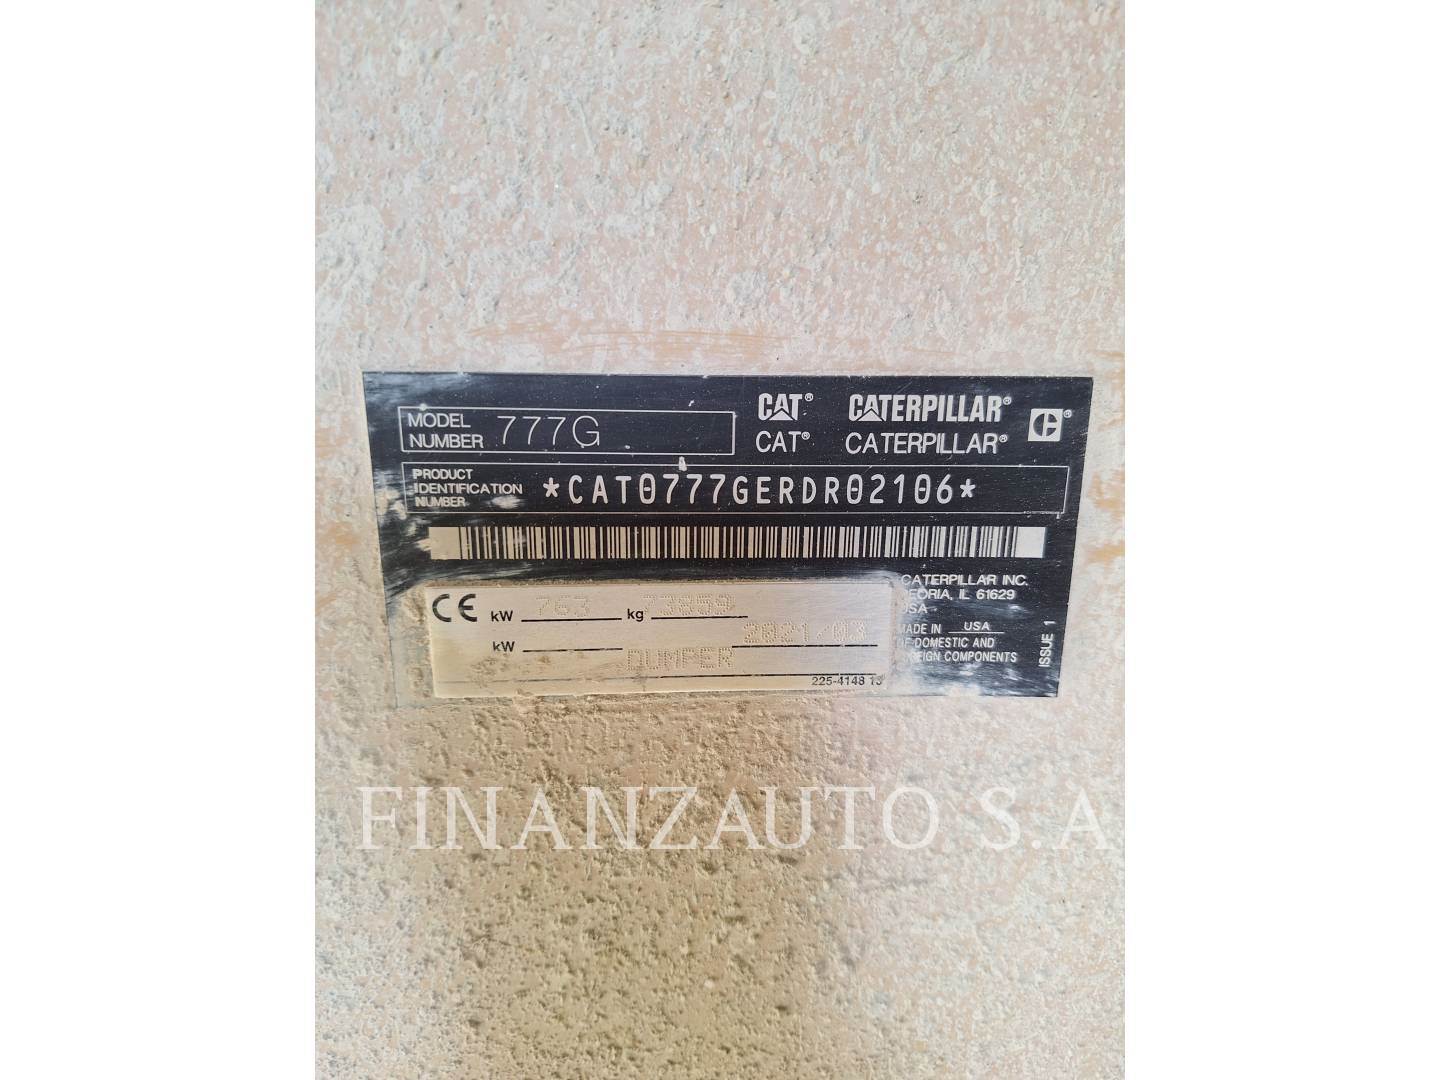 MODEL NUMBER 777G
CAT® CATERPILLAR®
CAT® CATERPILLAR®
PRODUCT IDENTIFICATION NUMBER *CAT0777GERDR02106*
CATERPILLAR INC.
PEORIA, IL 61629
USA
MADE IN USA
OF DOMESTIC AND
FOREIGN COMPONENTS
ISSUE 1
CE kW 763 kg 73859
kW 2021/03
DUMPER
225-4148 13
FINANZAUTO S.A